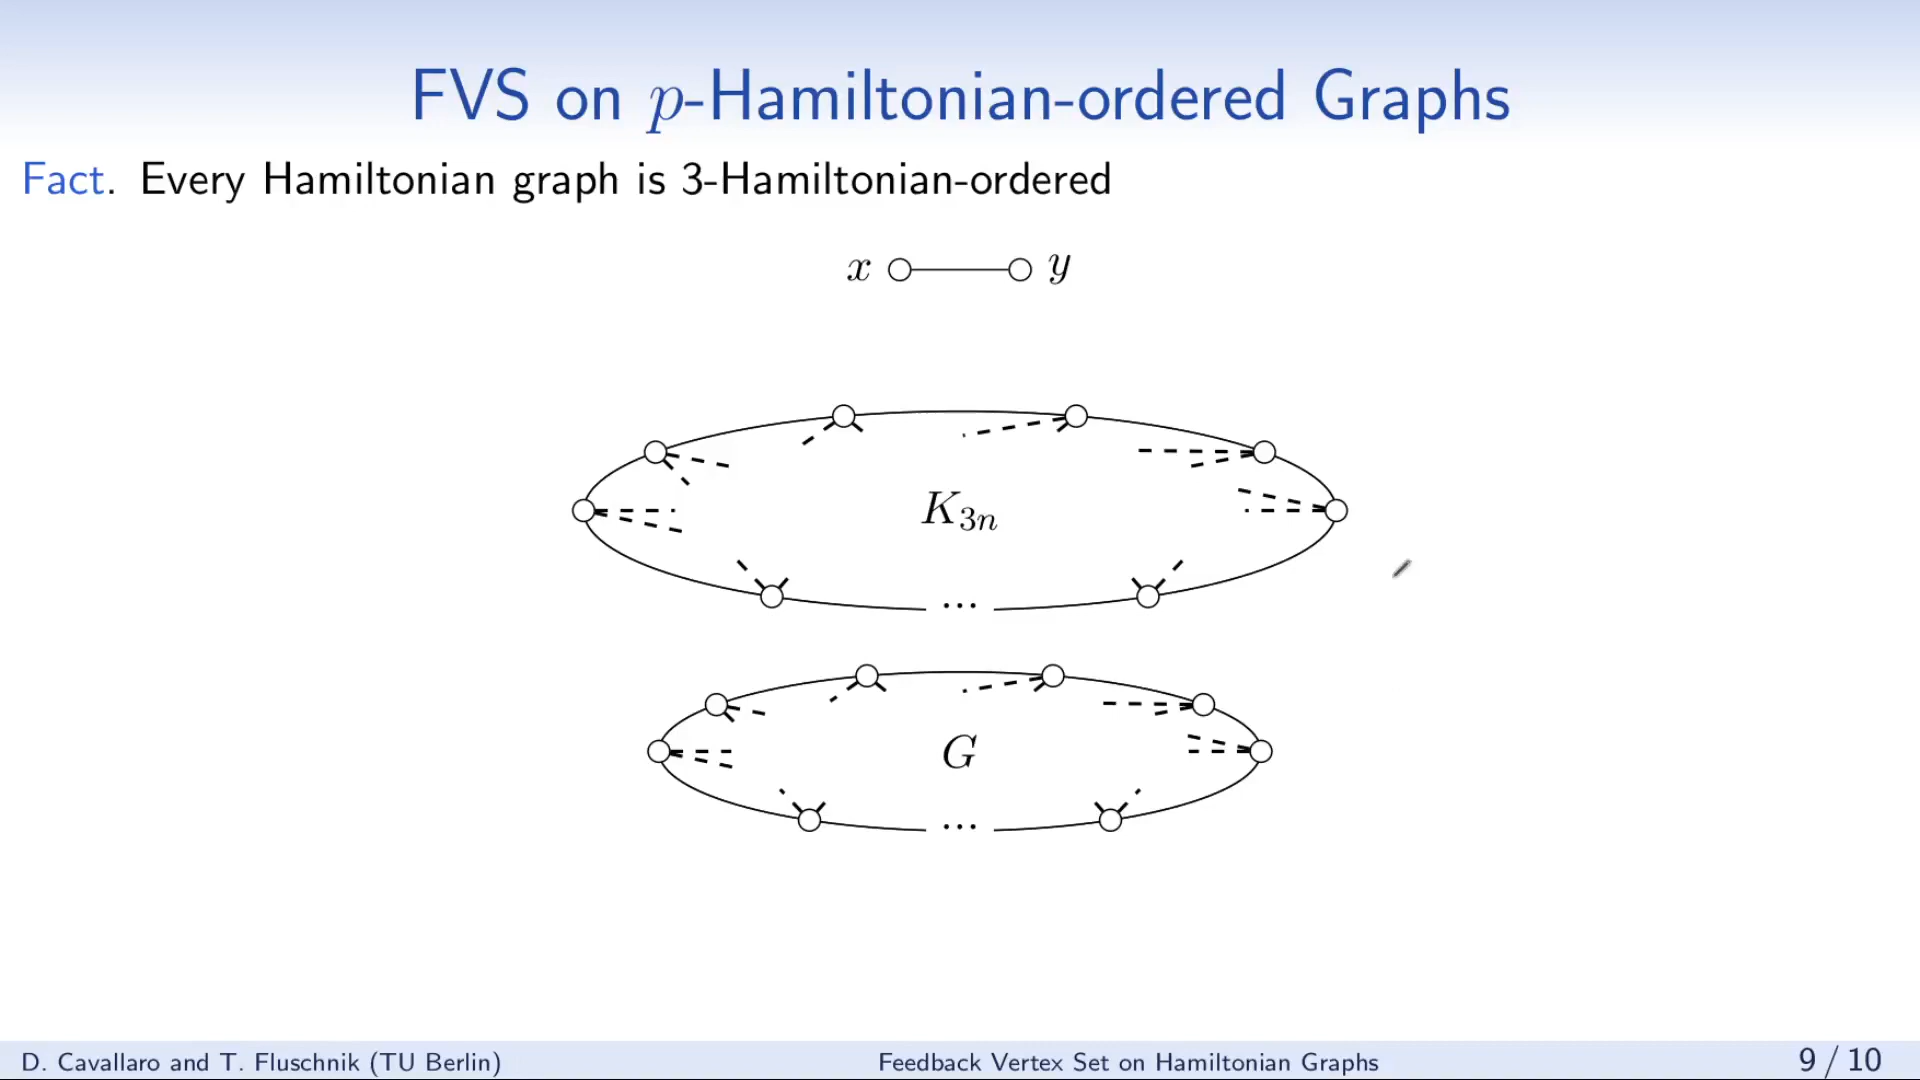 FVS on p-Hamiltonian-ordered Graphs
Fact. Every Hamiltonian graph is 3-Hamiltonian-ordered
x y
K3n
...
G
...
D. Cavallaro and T. Fluschnik (TU Berlin) Feedback Vertex Set on Hamiltonian Graphs 9 / 10